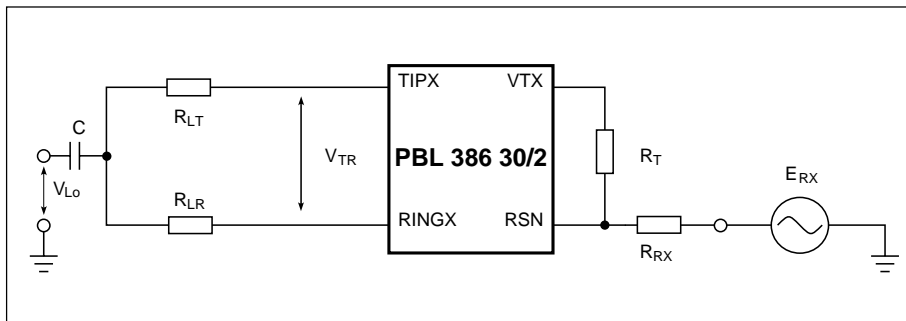 TIPX VTX
R_LT
C
V_TR
PBL 386 30/2
R_T
E_RX
V_Lo
R_LR
RINGX RSN
R_RX